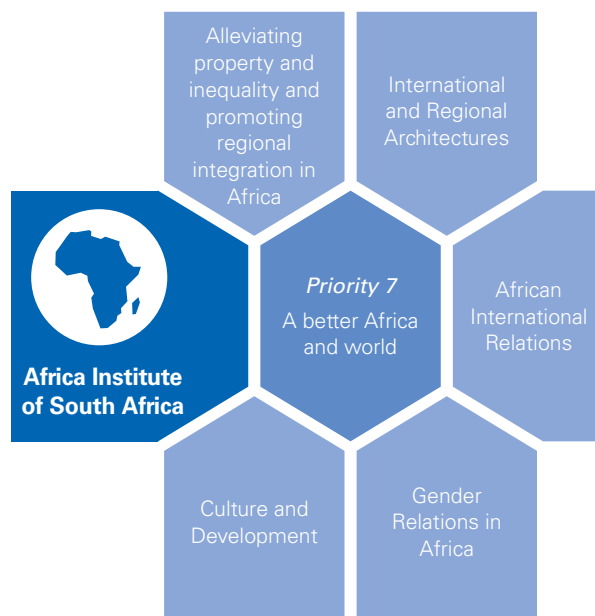 Alleviating
property and
inequality and
promoting
regional
integration in
Africa
International
and Regional
Architectures
Africa Institute
of South Africa
Priority 7
A better Africa
and world
African
International
Relations
Culture and
Development
Gender
Relations in
Africa